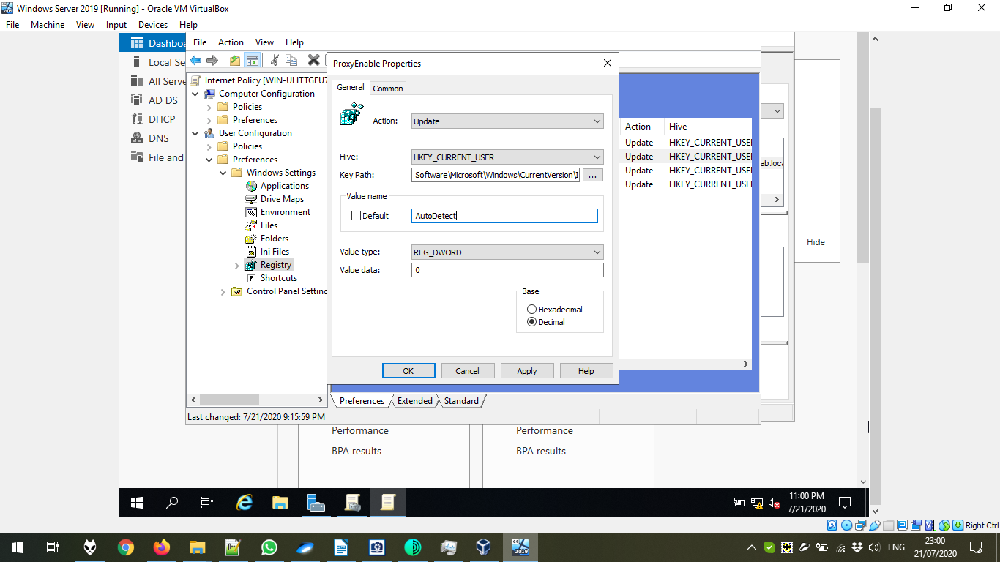 Windows Server 2019 [Running] - Oracle VM VirtualBox
File Machine View Input Devices Help
File Action View Help
Dashboa
Local Se
All Serve
AD DS
DHCP
DNS
File and
Internet Policy [WIN-UHTTGFU7
Computer Configuration
Policies
Preferences
User Configuration
Policies
Preferences
Windows Settings
Applications
Drive Maps
Environment
Files
Folders
Ini Files
Registry
Shortcuts
Control Panel Setting
ProxyEnable Properties
General Common
Action: Update
Hive: HKEY_CURRENT_USER
Key Path: Software\Microsoft\Windows\CurrentVersion\I
...
Value name
Default AutoDetect
Value type: REG_DWORD
Value data: 0
Base
Hexadecimal
Decimal
OK Cancel Apply Help
Action Hive
Update HKEY_CURRENT_USE
Update HKEY_CURRENT_USE
Update HKEY_CURRENT_USE
Update HKEY_CURRENT_USE
ab.loca
Hide
Preferences Extended Standard
Last changed: 7/21/2020 9:15:59 PM
Performance Performance
BPA results BPA results
11:00 PM
7/21/2020
Right Ctrl
2019
ENG
23:00
21/07/2020